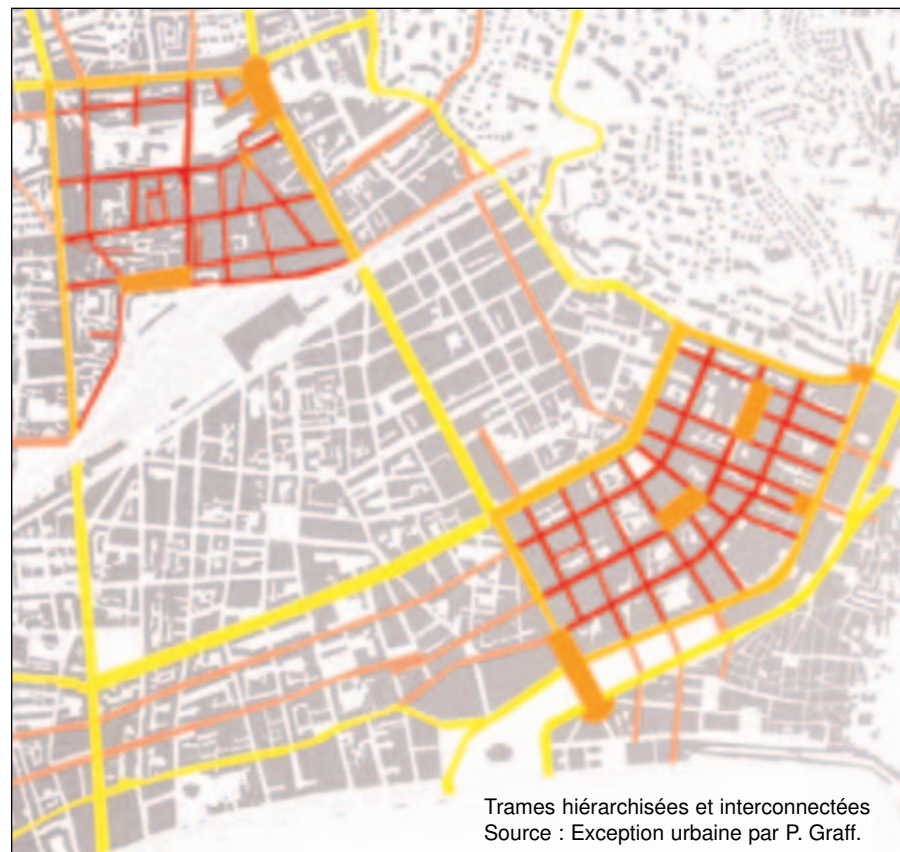 Trames hiérarchisées et interconnectées
Source : Exception urbaine par P. Graff.